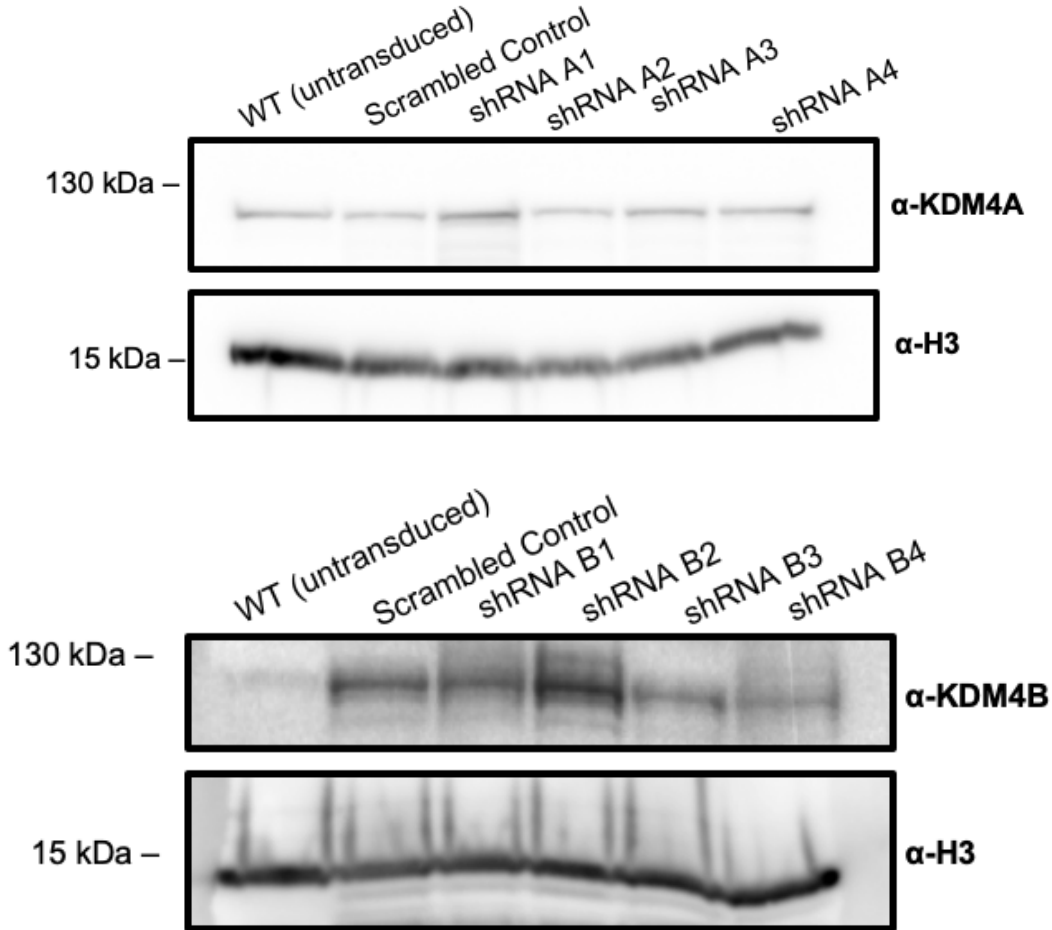 WT (untransduced)
Scrambled Control
shRNA A1
shRNA A2
shRNA A3
shRNA A4
130 kDa –
α-KDM4A
15 kDa –
α-H3
WT (untransduced)
Scrambled Control
shRNA B1
shRNA B2
shRNA B3
shRNA B4
130 kDa –
α-KDM4B
15 kDa –
α-H3